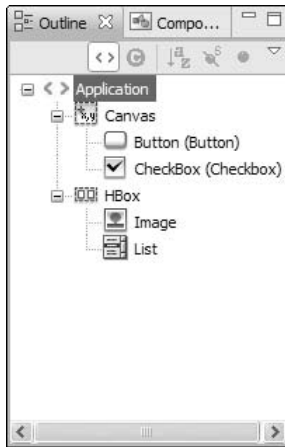 Outline Compo...
Application
Canvas
Button (Button)
CheckBox (Checkbox)
HBox
Image
List